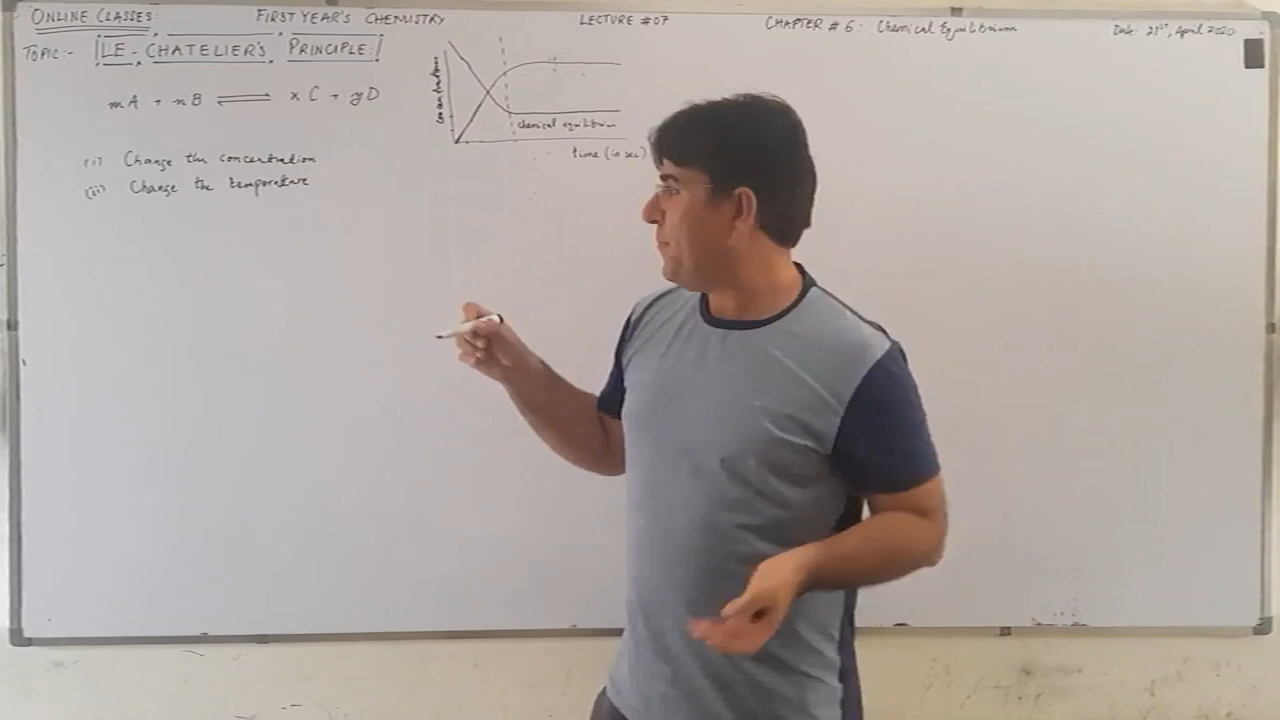 ONLINE CLASSES: FIRST YEAR'S CHEMISTRY LECTURE #07 CHAPTER # 6: Chemical Equilibrium Date: 21st, April 2020
TOPIC:- LE-CHATELIER'S PRINCIPLE:
mA + nB ⇌ xC + yD
concentration
chemical equilibrium
time (in sec)
(i) Change the concentration
(ii) Change the temperature